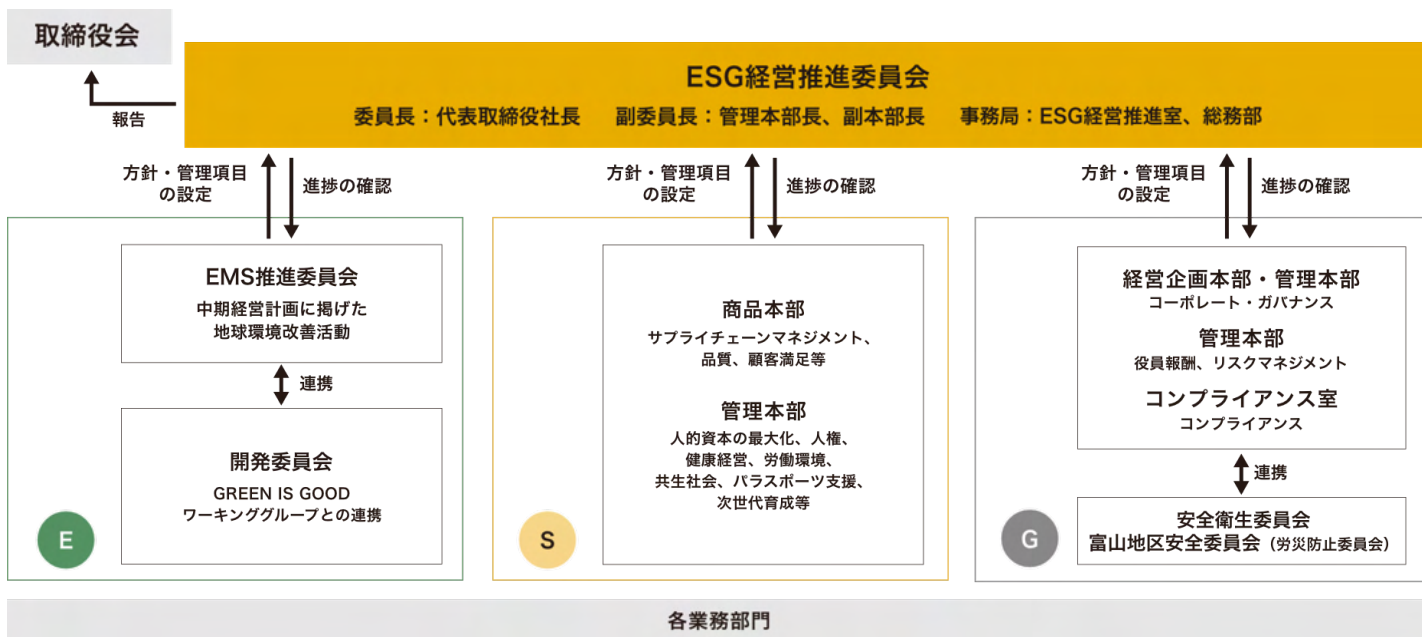 取締役会
報告
ESG経営推進委員会
委員長：代表取締役社長　副委員長：管理本部長、副本部長　事務局：ESG経営推進室、総務部
方針・管理項目
の設定
進捗の確認
EMS推進委員会
中期経営計画に掲げた
地球環境改善活動
連携
開発委員会
GREEN IS GOOD
ワーキンググループとの連携
E
方針・管理項目
の設定
進捗の確認
商品本部
サプライチェーンマネジメント、
品質、顧客満足等
管理本部
人的資本の最大化、人権、
健康経営、労働環境、
共生社会、パラスポーツ支援、
次世代育成等
S
方針・管理項目
の設定
進捗の確認
経営企画本部・管理本部
コーポレート・ガバナンス
管理本部
役員報酬、リスクマネジメント
コンプライアンス室
コンプライアンス
連携
安全衛生委員会
富山地区安全委員会（労災防止委員会）
G
各業務部門